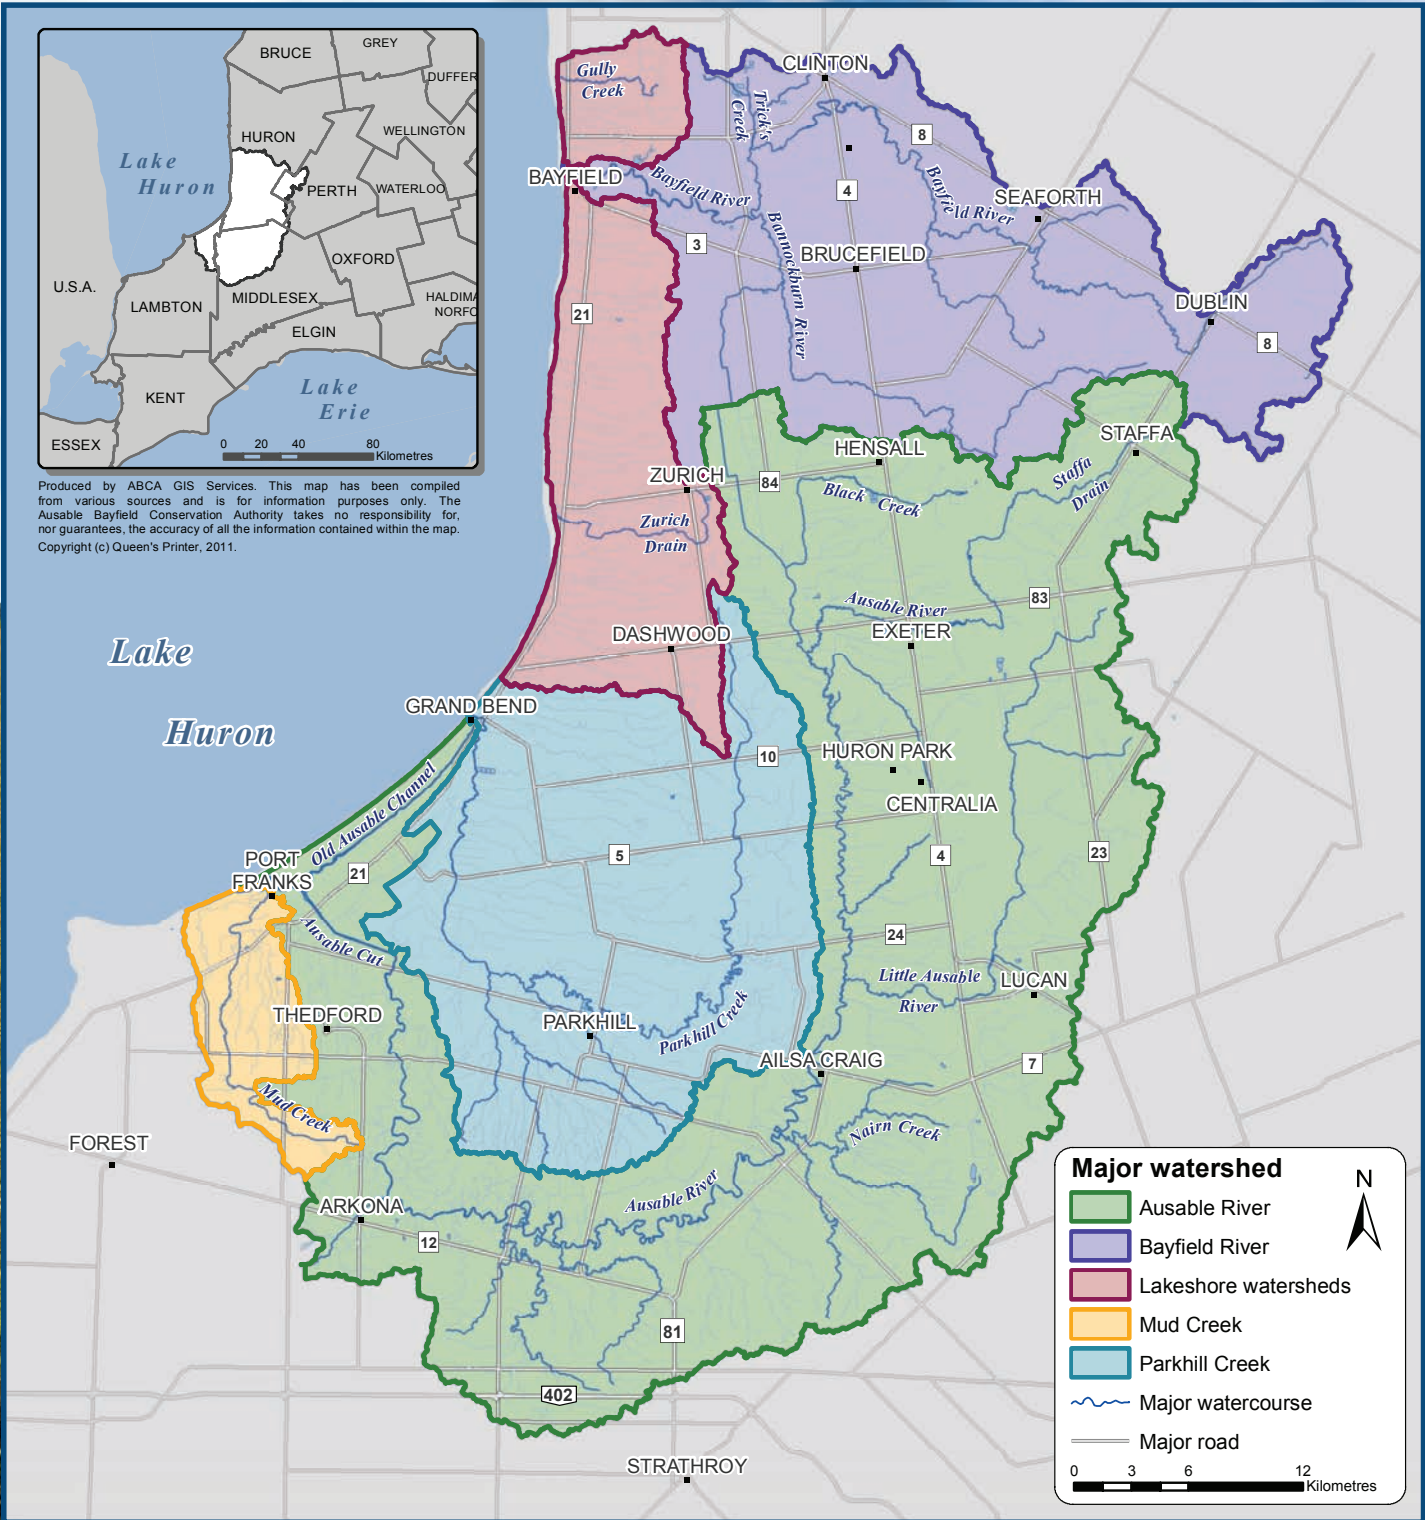 BRUCE
GREY
DUFFER
HURON
WELLINGTON
Lake
Huron
PERTH
WATERLOO
OXFORD
U.S.A.
LAMBTON
MIDDLESEX
HALDIMA
NORFO
ELGIN
KENT
Lake
Erie
ESSEX
0 20 40 80
Kilometres
Produced by ABCA GIS Services. This map has been compiled
from various sources and is for information purposes only. The
Ausable Bayfield Conservation Authority takes no responsibility for,
nor guarantees, the accuracy of all the information contained within the map.
Copyright (c) Queen's Printer, 2011.
Gully
Creek
CLINTON
Trick's
Creek
8
BAYFIELD
Bayfield River
4
Bayfield River
SEAFORTH
3
Bannockburn River
BRUCEFIELD
21
DUBLIN
8
STAFFA
HENSALL
ZURICH
84
Black Creek
Staffa
Drain
Zurich
Drain
83
Ausable River
DASHWOOD
EXETER
Lake
Huron
GRAND BEND
10
HURON PARK
CENTRALIA
Old Ausable Channel
PORT
FRANKS
21
5
4
23
Ausable Cut
24
Little Ausable
River
LUCAN
THEDFORD
PARKHILL
Parkhill Creek
AILSA CRAIG
7
Mud Creek
Nairn Creek
FOREST
ARKONA
Ausable River
12
81
402
STRATHROY
Major watershed
N
Ausable River
Bayfield River
Lakeshore watersheds
Mud Creek
Parkhill Creek
Major watercourse
Major road
0 3 6 12
Kilometres